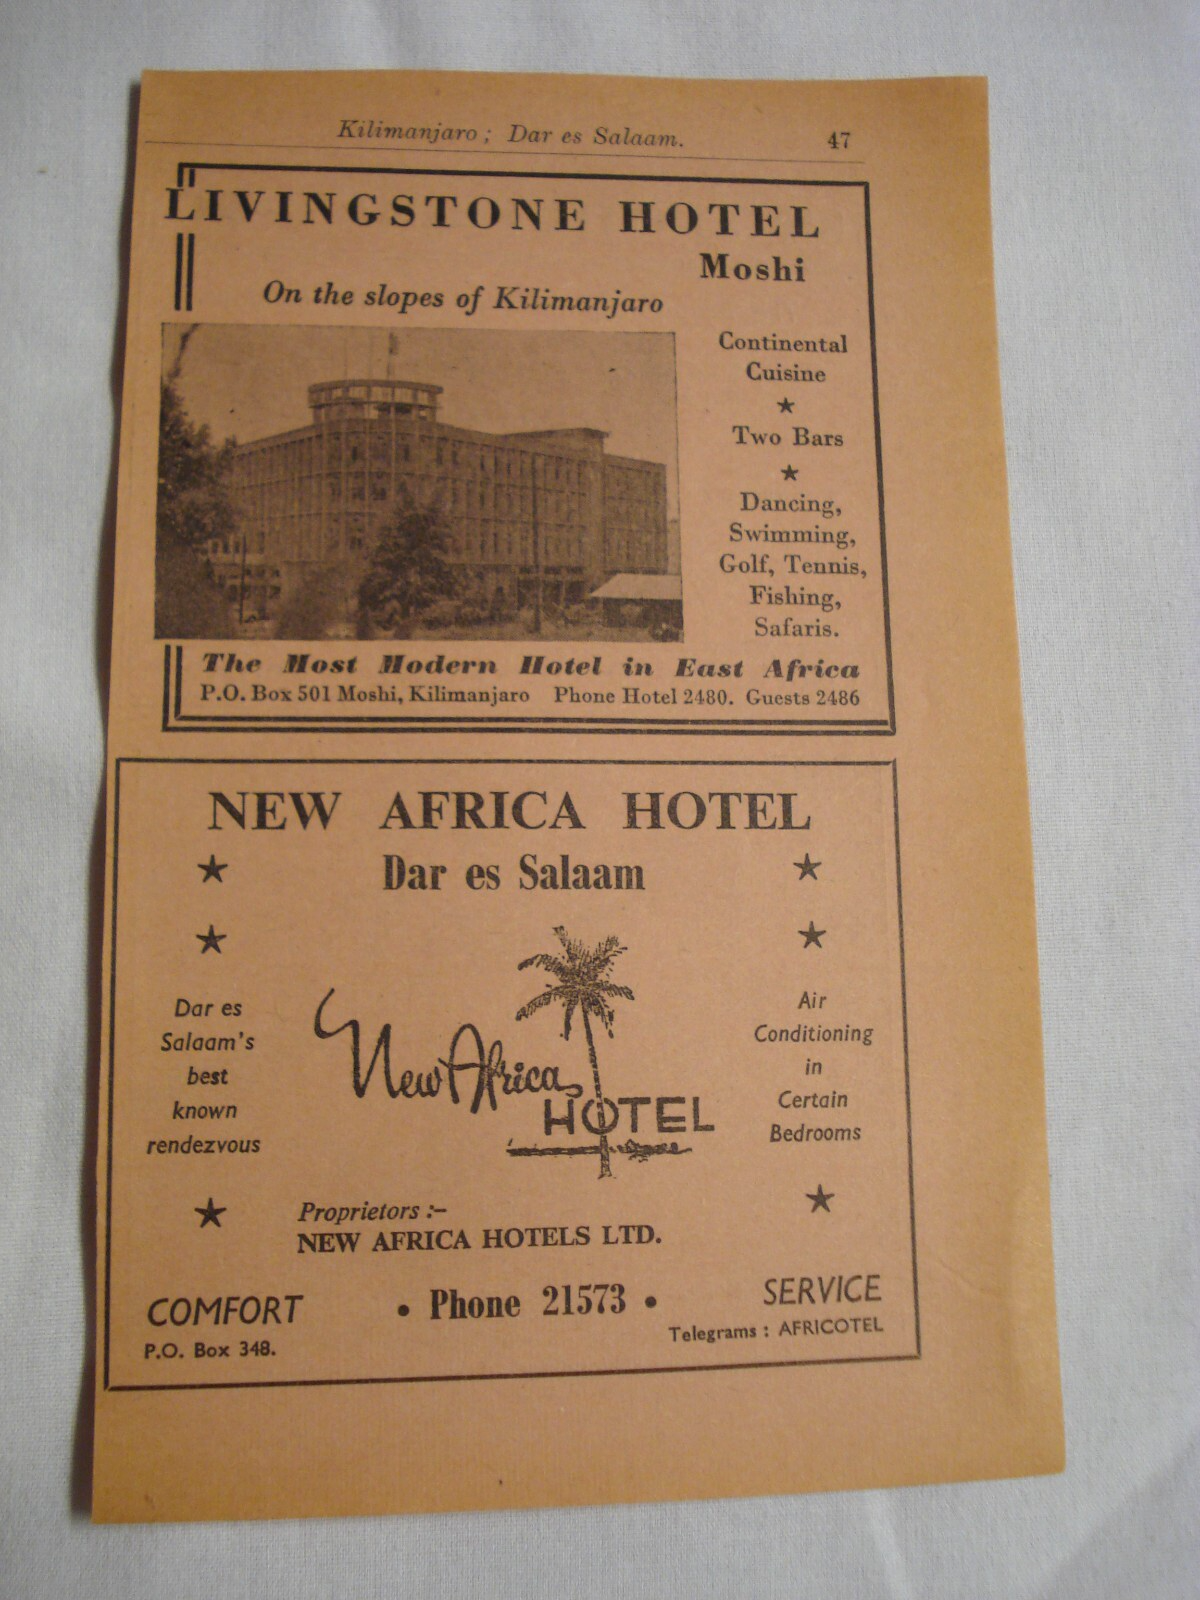 Kilimanjaro; Dar es Salaam. 47
LIVINGSTONE HOTEL
Moshi
On the slopes of Kilimanjaro
Continental
Cuisine
★
Two Bars
★
Dancing,
Swimming,
Golf, Tennis,
Fishing,
Safaris.
The Most Modern Hotel in East Africa
P.O. Box 501 Moshi, Kilimanjaro Phone Hotel 2480. Guests 2486
NEW AFRICA HOTEL
★ Dar es Salaam ★
★ ★
Dar es
Salaam's
best
known
rendezvous
★
New Africa
HOTEL
Air
Conditioning
in
Certain
Bedrooms
★
Proprietors :–
NEW AFRICA HOTELS LTD.
COMFORT
P.O. Box 348.
• Phone 21573 •
SERVICE
Telegrams : AFRICOTEL